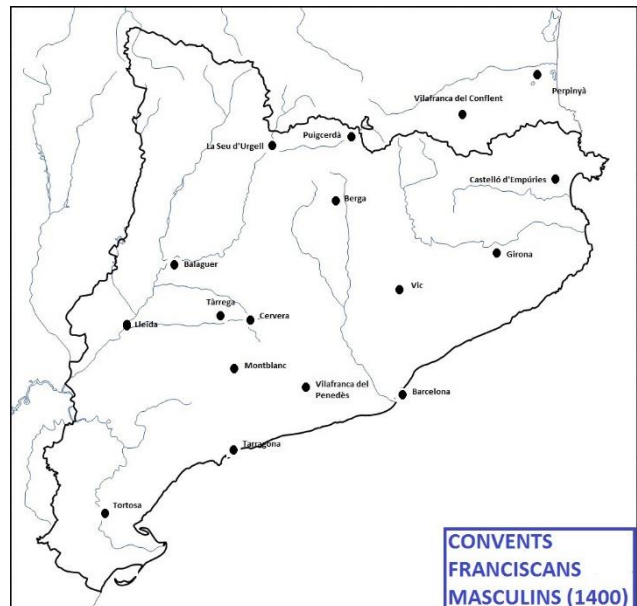 Perpinyà
Vilafranca del Conflent
Puigcerdà
La Seu d'Urgell
Castelló d'Empúries
Berga
Girona
Balaguer
Vic
Tàrrega
Cervera
Lleida
Montblanc
Vilafranca del
Penedès
Barcelona
Tarragona
Tortosa
CONVENTS
FRANCISCANS
MASCULINS (1400)